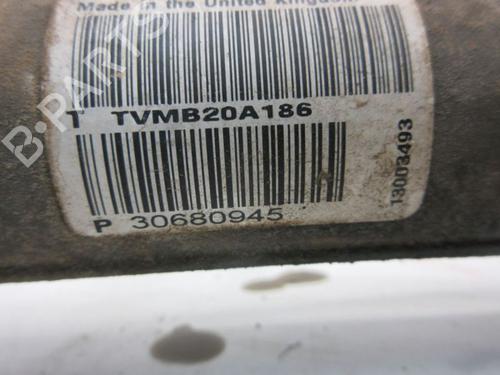 Made in the United Kingdom
T TVMB20A186
P 30680945
13003493
B-PARTS